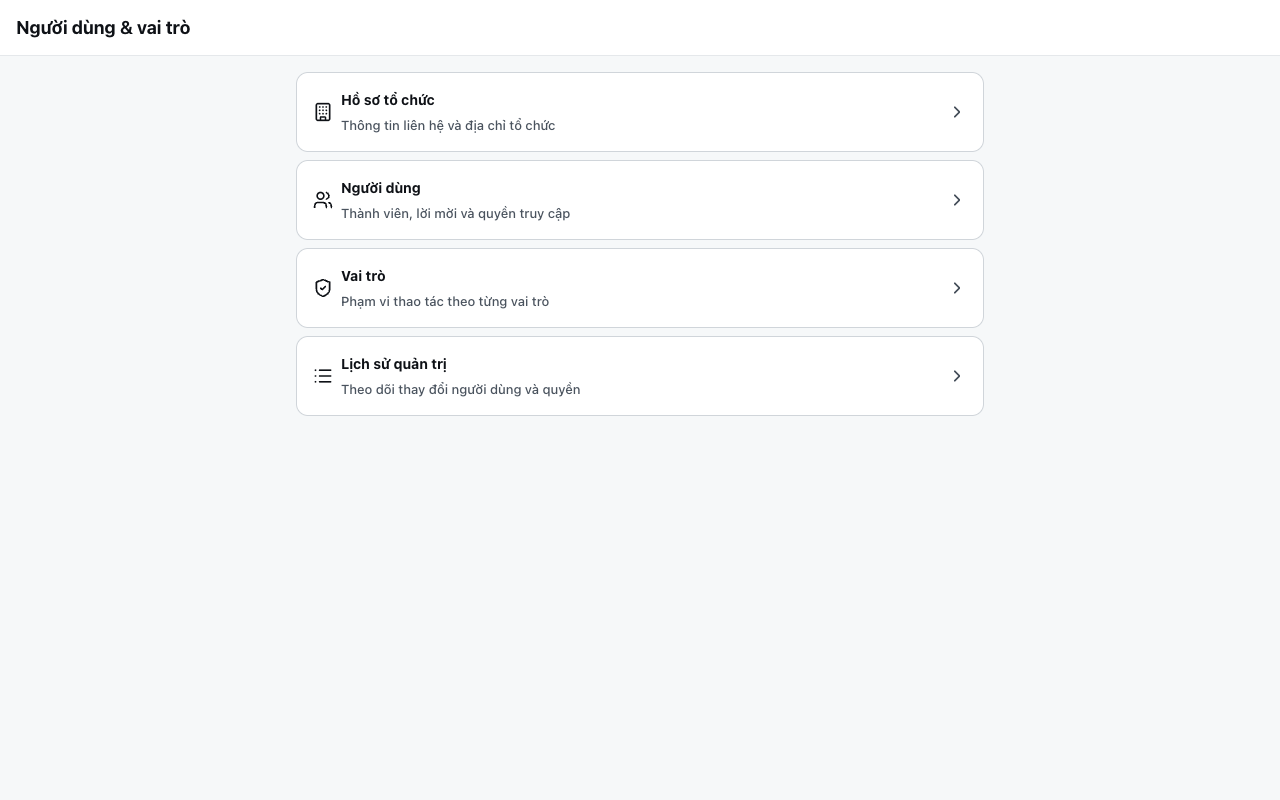 Người dùng & vai trò
Hồ sơ tổ chức
Thông tin liên hệ và địa chỉ tổ chức
Người dùng
Thành viên, lời mời và quyền truy cập
Vai trò
Phạm vi thao tác theo từng vai trò
Lịch sử quản trị
Theo dõi thay đổi người dùng và quyền